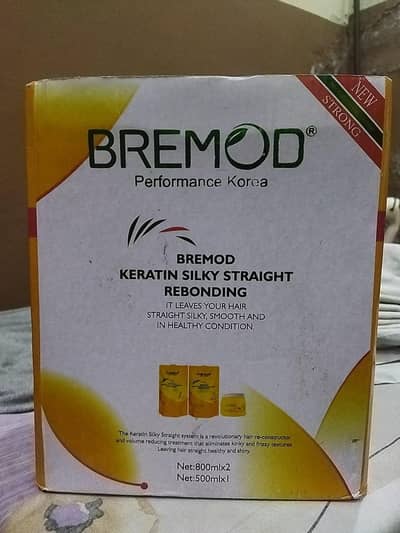 NEW
STRONG
BREMOD®
Performance Korea
BREMOD
KERATIN SILKY STRAIGHT
REBONDING
IT LEAVES YOUR HAIR
STRAIGHT SILKY, SMOOTH AND
IN HEALTHY CONDITION.
The Keratin Silky Straight system is a revolutionary hair re-constructor
and volume reducing treatment that eliminates kinky and frizzy textures
Leaving hair straight, healthy and shiny.
Net:800mlx2
Net:500mlx1